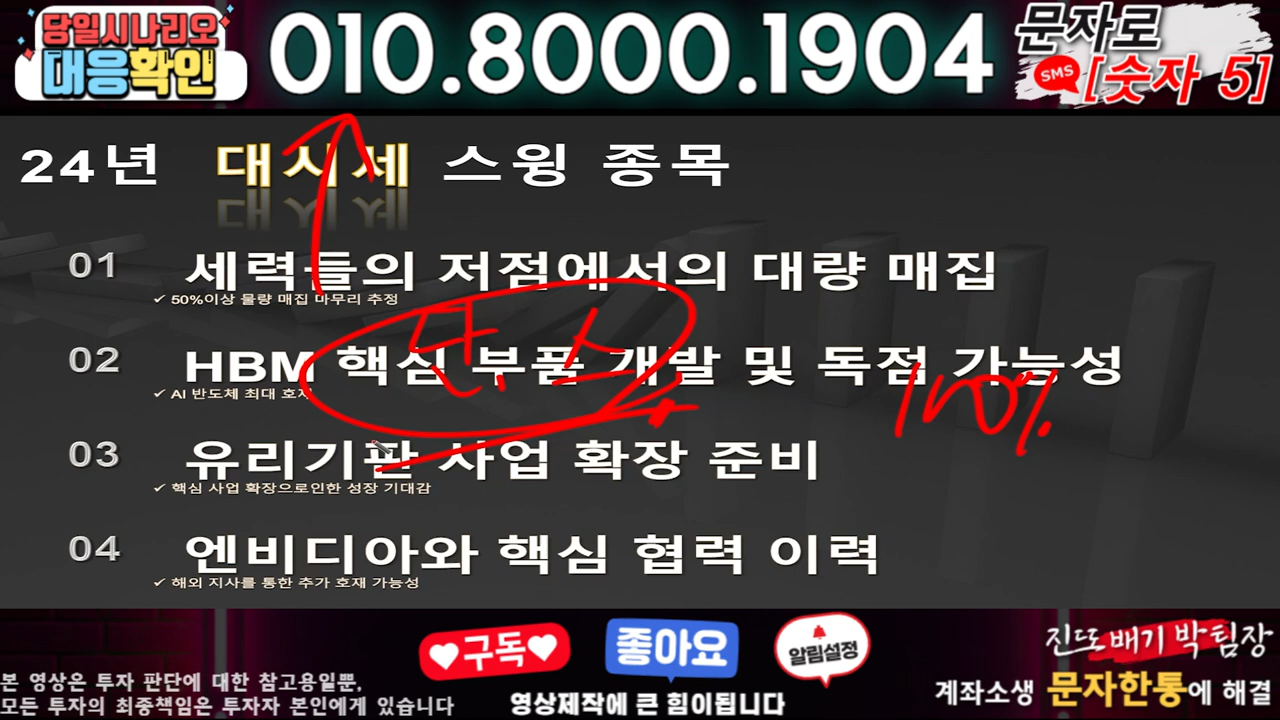 당일시나리오
대응확인
010.8000.1904
문자로
SMS [숫자 5]
24년 대시세 스윙 종목
01 세력들의 저점에서의 대량 매집
✓ 50%이상 물량 매집 마무리 추정
02 HBM 핵심 부품 개발 및 독점 가능성
✓ AI 반도체 최대 호재
100%
03 유리기판 사업 확장 준비
✓ 핵심 사업 확장으로인한 성장 기대감
04 엔비디아와 핵심 협력 이력
✓ 해외 지사를 통한 추가 호재 가능성
구독
좋아요
알림설정
진또배기 박팀장
본 영상은 투자 판단에 대한 참고용일뿐,
모든 투자의 최종책임은 투자자 본인에게 있습니다
영상제작에 큰 힘이됩니다
계좌소생 문자한통에 해결